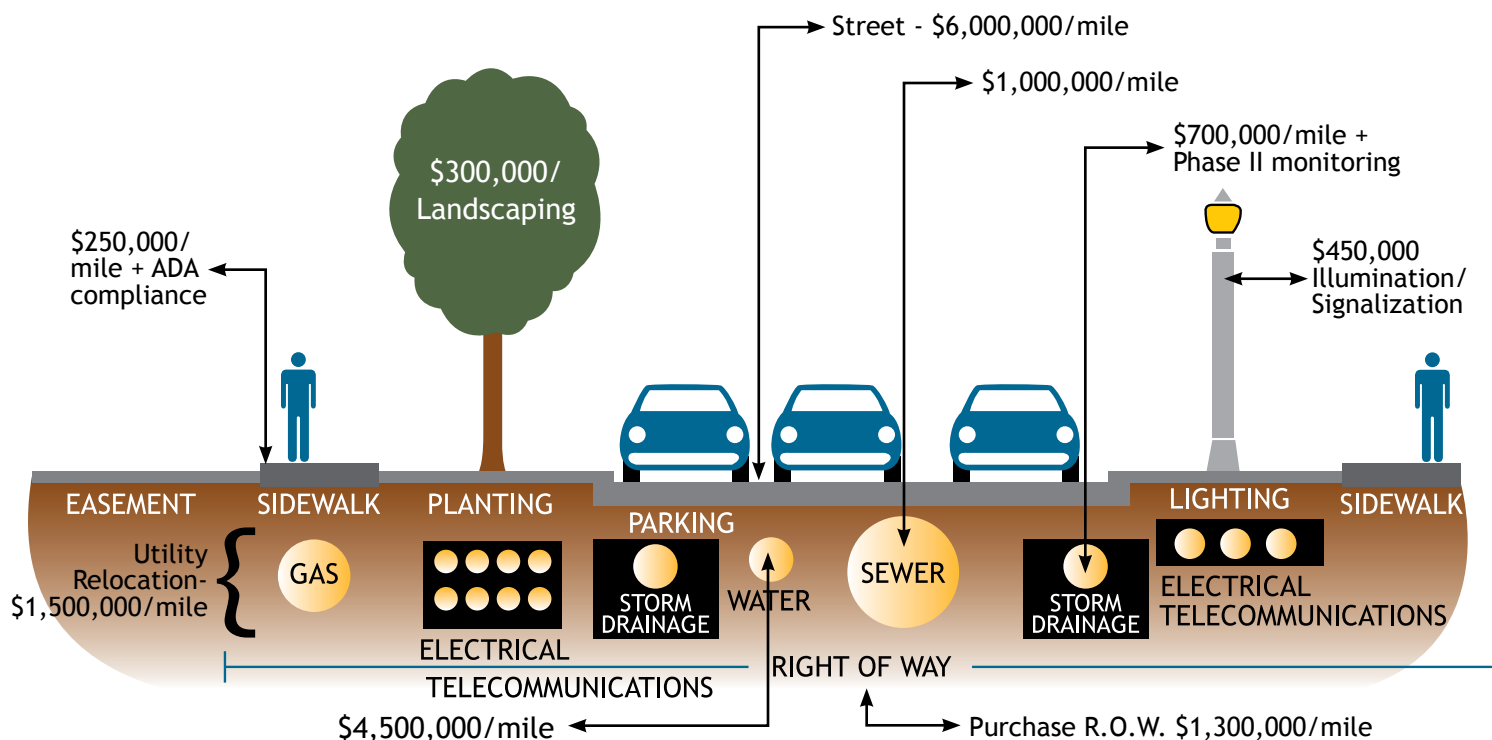 Street - $6,000,000/mile
$1,000,000/mile
$700,000/mile +
Phase II monitoring
$300,000/
Landscaping
$250,000/
mile + ADA
compliance
$450,000
Illumination/
Signalization
EASEMENT
SIDEWALK
PLANTING
PARKING
LIGHTING
SIDEWALK
Utility
Relocation-
$1,500,000/mile
GAS
STORM
DRAINAGE
WATER
SEWER
STORM
DRAINAGE
ELECTRICAL
TELECOMMUNICATIONS
ELECTRICAL
TELECOMMUNICATIONS
RIGHT OF WAY
$4,500,000/mile
Purchase R.O.W. $1,300,000/mile